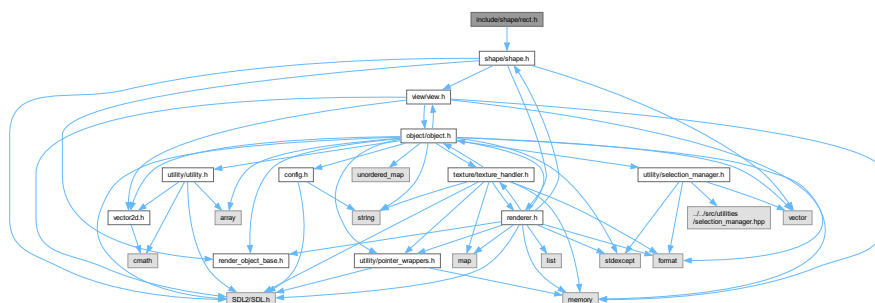 include/shape/rect.h
shape/shape.h
view/view.h
object/object.h
utility/utility.h
config.h
unordered_map
texture/texture_handler.h
utility/selection_manager.h
vector2d.h
array
string
renderer.h
../../src/utilities
/selection_manager.hpp
vector
cmath
render_object_base.h
utility/pointer_wrappers.h
map
list
stdexcept
format
SDL2/SDL.h
memory